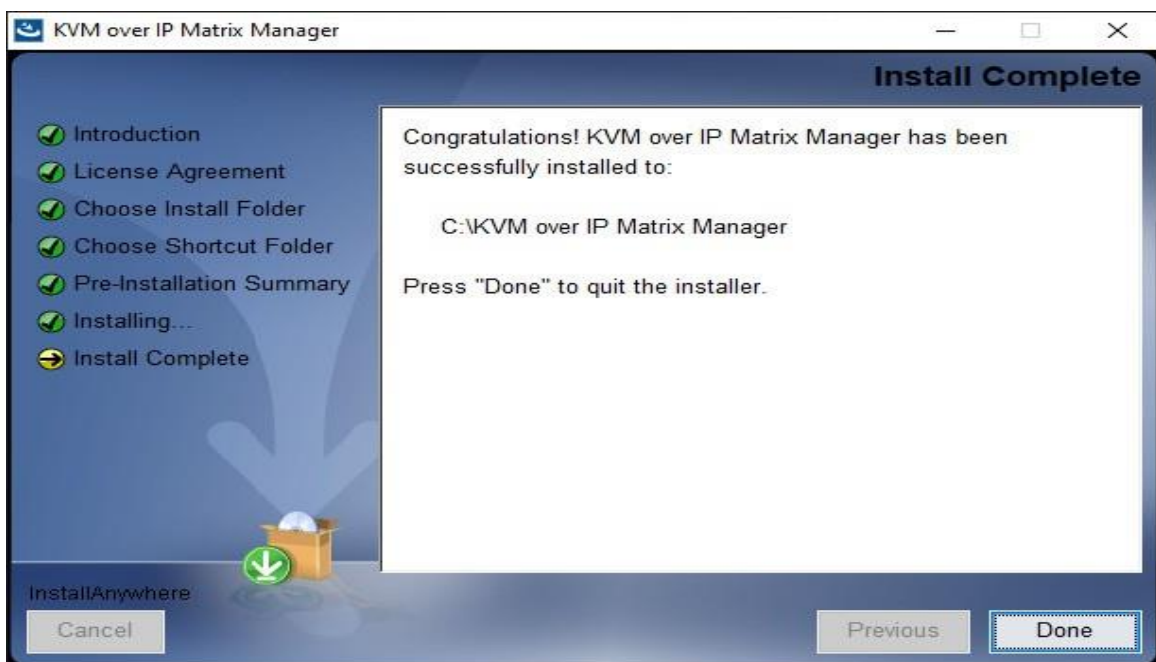 KVM over IP Matrix Manager
Install Complete
Introduction
License Agreement
Choose Install Folder
Choose Shortcut Folder
Pre-Installation Summary
Installing...
Install Complete
Congratulations! KVM over IP Matrix Manager has been
successfully installed to:
C:\KVM over IP Matrix Manager
Press "Done" to quit the installer.
InstallAnywhere
Cancel
Previous
Done